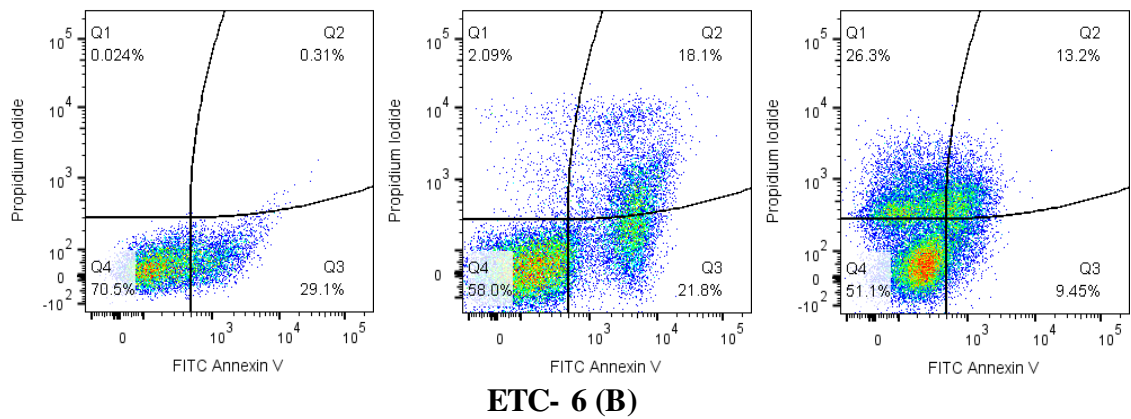 Q1
0.024%
Q2
0.31%
Q4
70.5%
Q3
29.1%
Propidium Iodide
10^5
10^4
10^3
10^2
0
-10^2
0
10^3
10^4
10^5
FITC Annexin V
Q1
2.09%
Q2
18.1%
Q4
58.0%
Q3
21.8%
Propidium Iodide
10^5
10^4
10^3
10^2
0
0
10^3
10^4
10^5
FITC Annexin V
Q1
26.3%
Q2
13.2%
Q4
51.1%
Q3
9.45%
Propidium Iodide
10^5
10^4
10^3
10^2
0
-10^2
0
10^3
10^4
10^5
FITC Annexin V
ETC- 6 (B)